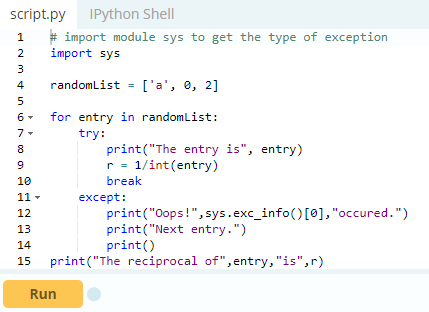 script.py IPython Shell
1 # import module sys to get the type of exception
2 import sys
3
4 randomList = ['a', 0, 2]
5
6 for entry in randomList:
7     try:
8         print("The entry is", entry)
9         r = 1/int(entry)
10         break
11     except:
12         print("Oops!",sys.exc_info()[0],"occured.")
13         print("Next entry.")
14         print()
15 print("The reciprocal of",entry,"is",r)
Run